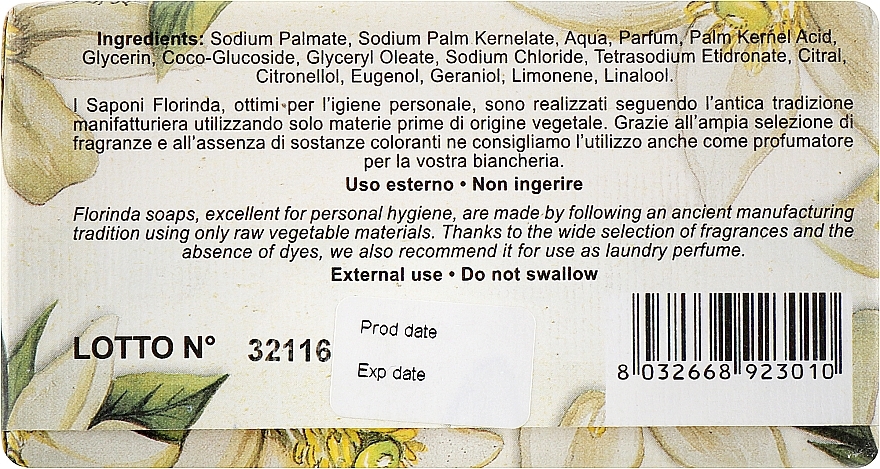 Ingredients: Sodium Palmate, Sodium Palm Kernelate, Aqua, Parfum, Palm Kernel Acid,
Glycerin, Coco-Glucoside, Glyceryl Oleate, Sodium Chloride, Tetrasodium Etidronate, Citral,
Citronellol, Eugenol, Geraniol, Limonene, Linalool.
I Saponi Florinda, ottimi per l'igiene personale, sono realizzati seguendo l'antica tradizione
manifatturiera utilizzando solo materie prime di origine vegetale. Grazie all'ampia selezione di
fragranze e all'assenza di sostanze coloranti ne consigliamo l'utilizzo anche come profumatore
per la vostra biancheria.
Uso esterno • Non ingerire
Florinda soaps, excellent for personal hygiene, are made by following an ancient manufacturing
tradition using only raw vegetable materials. Thanks to the wide selection of fragrances and the
absence of dyes, we also recommend it for use as laundry perfume.
External use • Do not swallow
LOTTO N° 32116
Prod date
Exp date
8 032668 923010